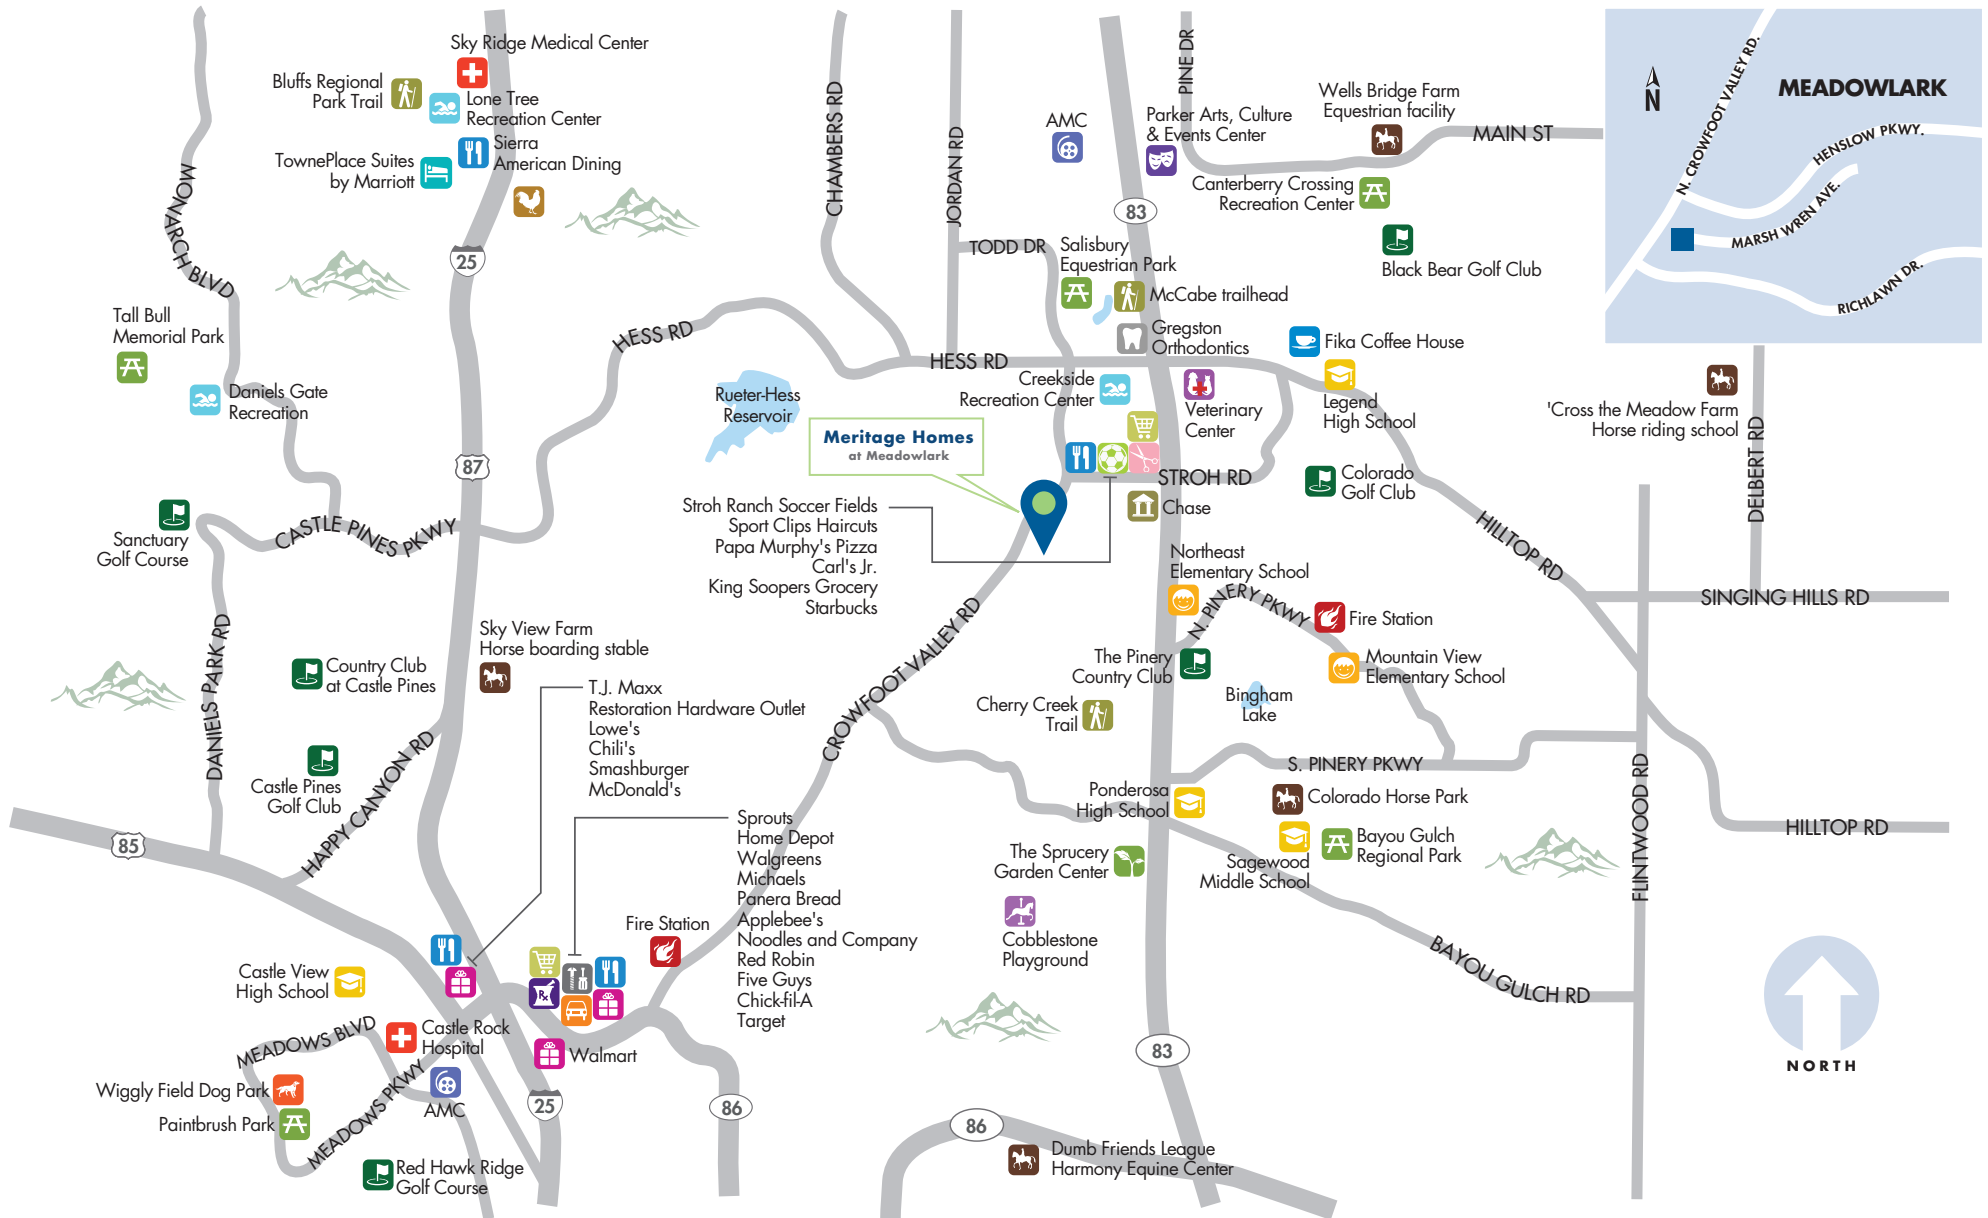 Sky Ridge Medical Center
Bluffs Regional
Park Trail
Lone Tree
Recreation Center
Sierra
American Dining
TownePlace Suites
by Marriott
MONARCH BLVD
25
Tall Bull
Memorial Park
Daniels Gate
Recreation
87
HESS RD
CHAMBERS RD
JORDAN RD
TODD DR
AMC
PINE DR
Parker Arts, Culture
& Events Center
83
Wells Bridge Farm
Equestrian facility
MAIN ST
Canterberry Crossing
Recreation Center
Black Bear Golf Club
Salisbury
Equestrian Park
McCabe trailhead
Gregston
Orthodontics
HESS RD
Fika Coffee House
Legend
High School
Creekside
Recreation Center
Veterinary
Center
Rueter-Hess
Reservoir
Meritage Homes
at Meadowlark
STROH RD
Chase
Colorado
Golf Club
N
MEADOWLARK
N. CROWFOOT VALLEY RD.
HENSLOW PKWY.
MARSH WREN AVE.
RICHLAWN DR.
'Cross the Meadow Farm
Horse riding school
DELBERT RD
HILLTOP RD
SINGING HILLS RD
Sanctuary
Golf Course
CASTLE PINES PKWY
Stroh Ranch Soccer Fields
Sport Clips Haircuts
Papa Murphy's Pizza
Carl's Jr.
King Soopers Grocery
Starbucks
Northeast
Elementary School
N. PINERY PKWY
Fire Station
Mountain View
Elementary School
The Pinery
Country Club
Bingham
Lake
Cherry Creek
Trail
CROWFOOT VALLEY RD
DANIELS PARK RD
Country Club
at Castle Pines
Sky View Farm
Horse boarding stable
T.J. Maxx
Restoration Hardware Outlet
Lowe's
Chili's
Smashburger
McDonald's
Castle Pines
Golf Club
HAPPY CANYON RD
85
S. PINERY PKWY
Ponderosa
High School
Colorado Horse Park
Sagewood
Middle School
Bayou Gulch
Regional Park
FLINTWOOD RD
HILLTOP RD
The Sprucery
Garden Center
Cobblestone
Playground
BAYOU GULCH RD
Sprouts
Home Depot
Walgreens
Michaels
Panera Bread
Applebee's
Noodles and Company
Red Robin
Five Guys
Chick-fil-A
Target
Fire Station
Rx
Castle View
High School
MEADOWS BLVD
Castle Rock
Hospital
Walmart
MEADOWS PKWY
AMC
Wiggly Field Dog Park
Paintbrush Park
Red Hawk Ridge
Golf Course
25
86
83
86
Dumb Friends League
Harmony Equine Center
NORTH